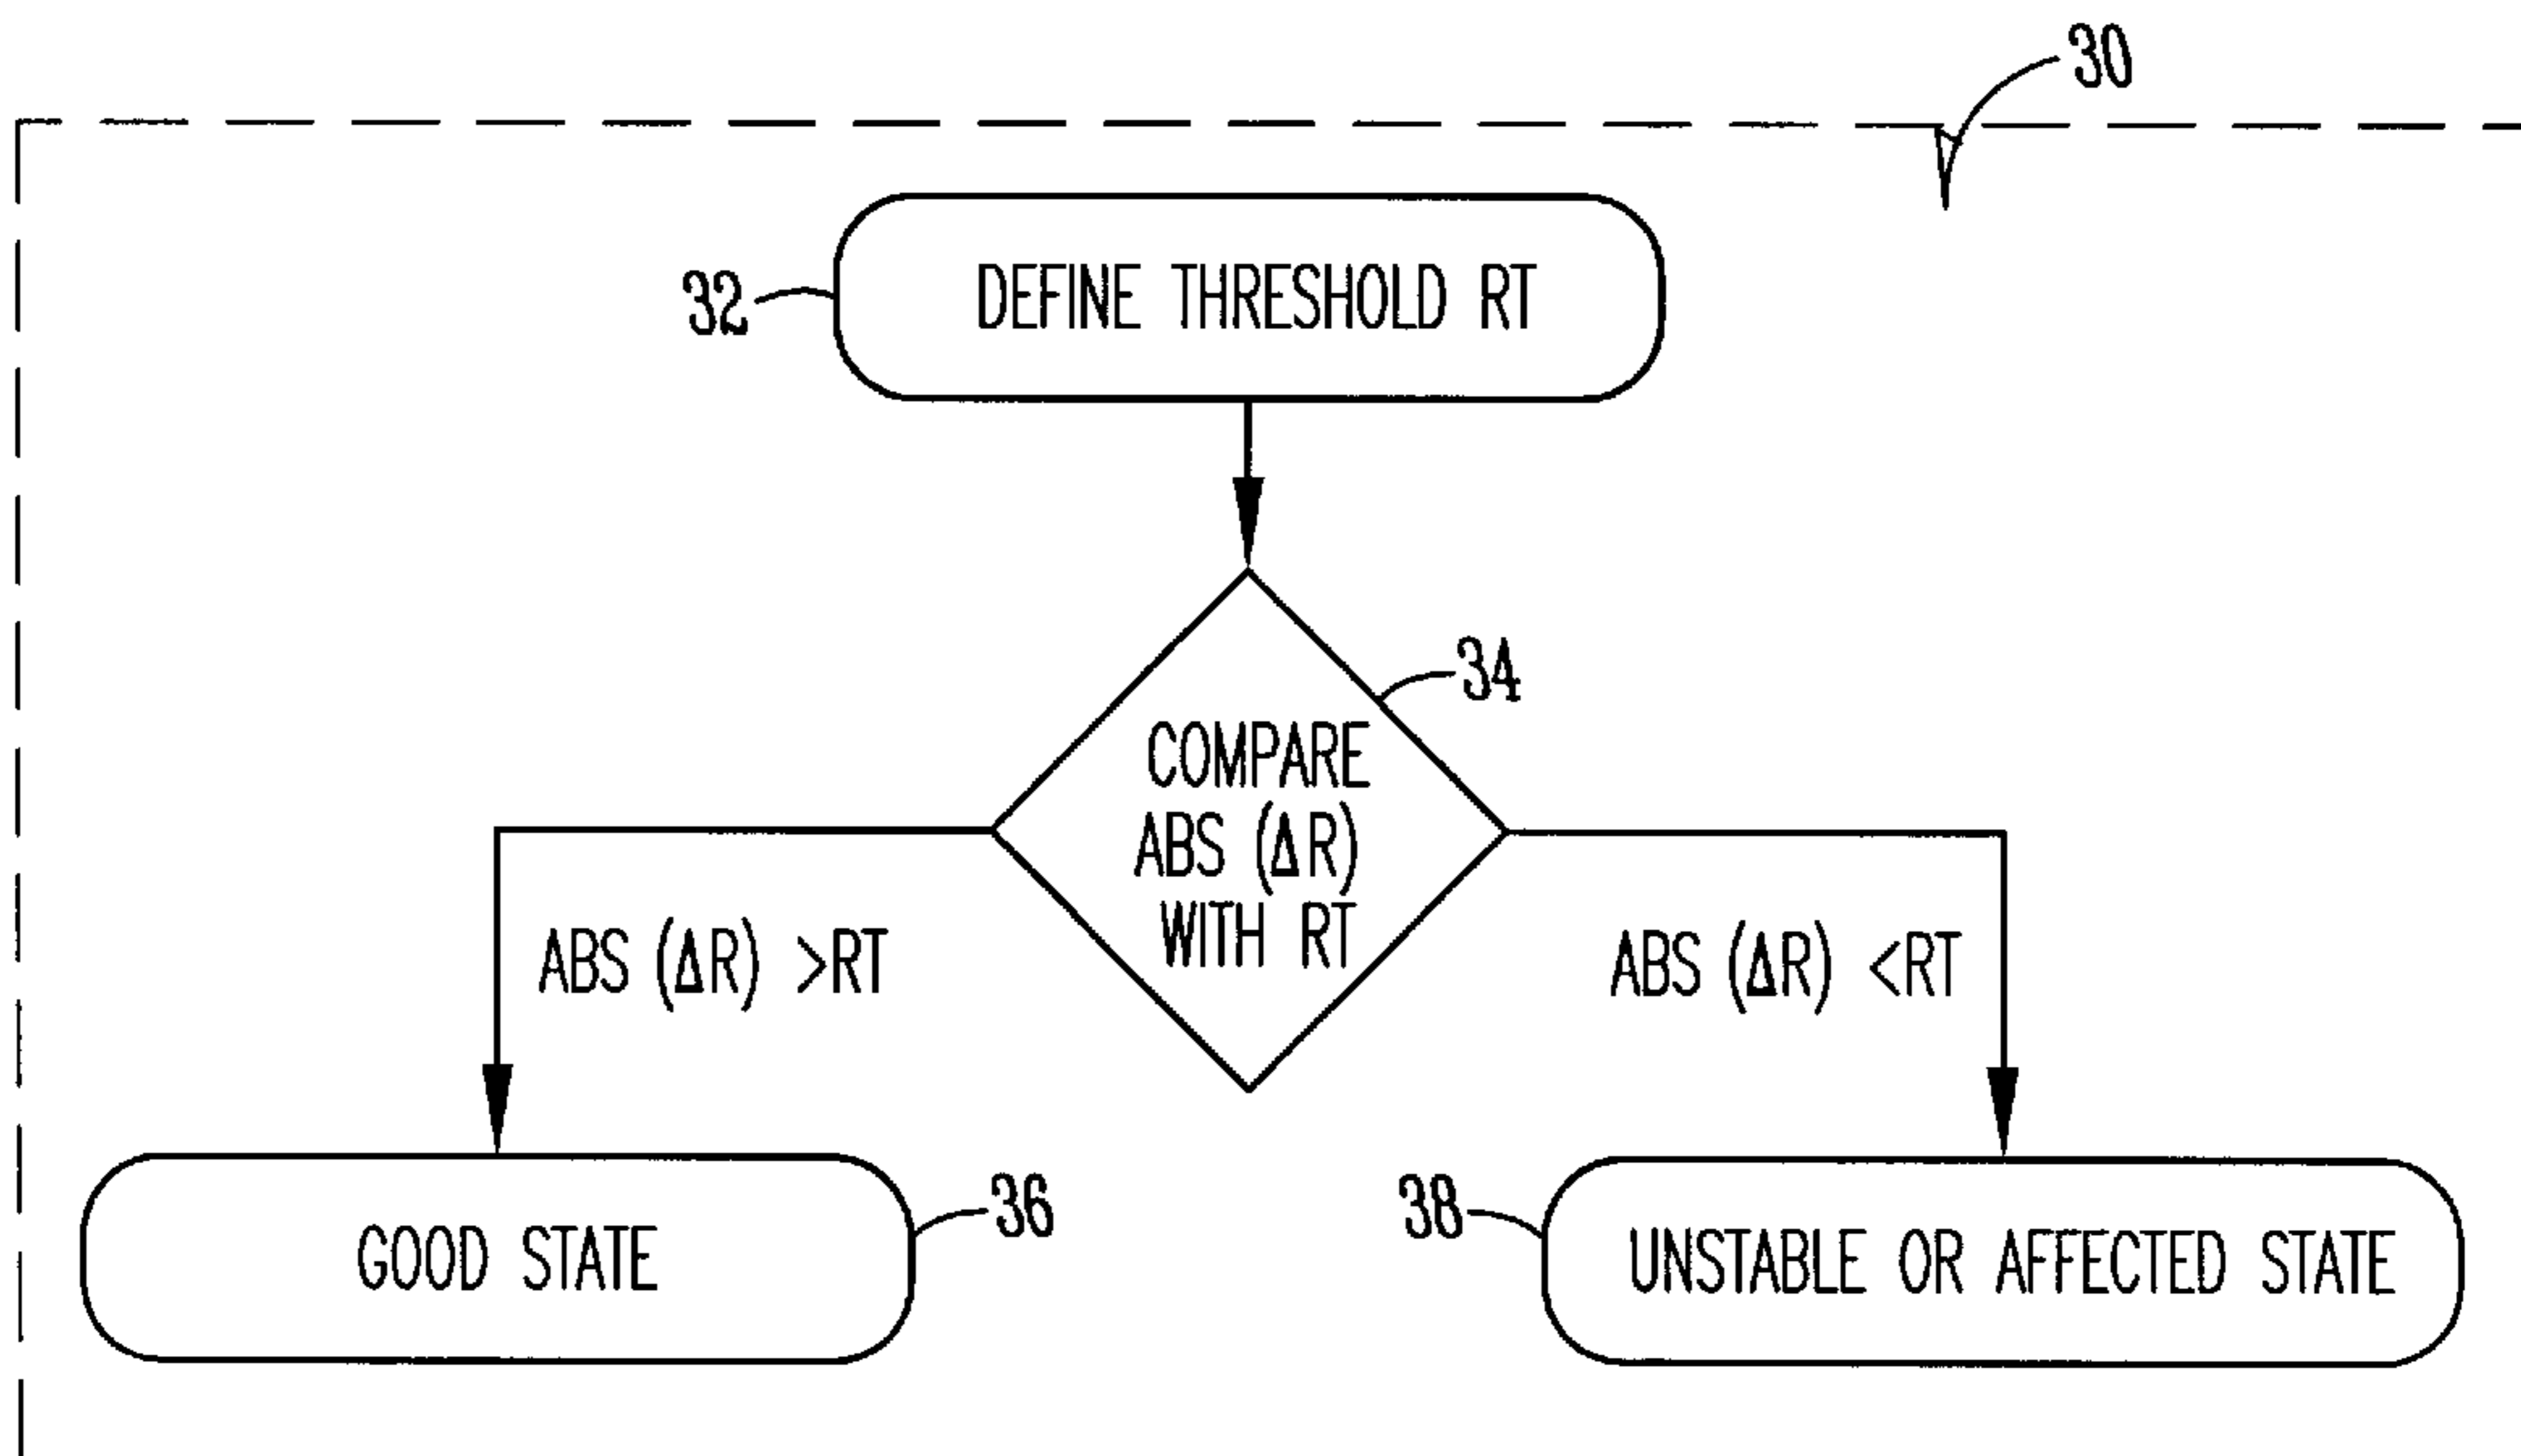 30
32
DEFINE THRESHOLD RT
34
COMPARE
ABS (ΔR)
WITH RT
ABS (ΔR) >RT
ABS (ΔR) <RT
36
GOOD STATE
38
UNSTABLE OR AFFECTED STATE